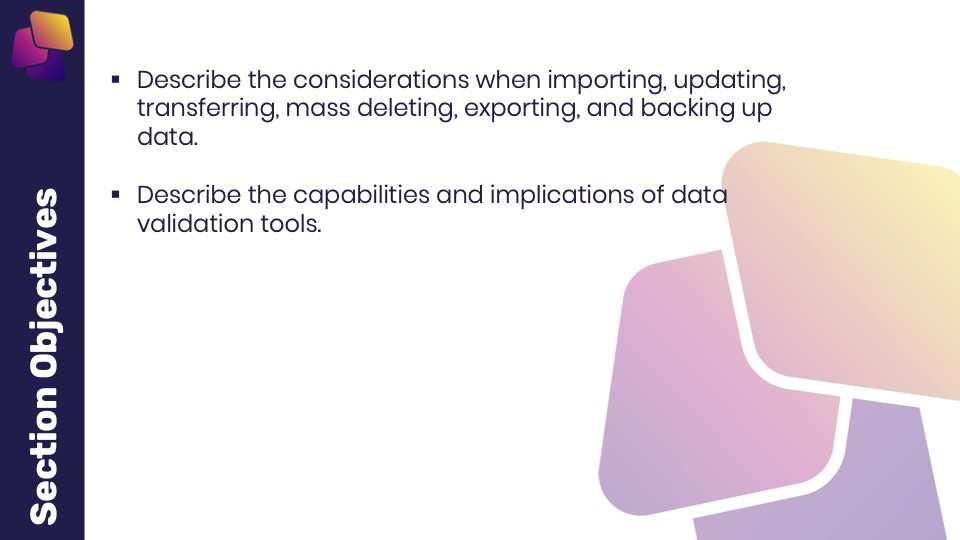 Section Objectives
▪ Describe the considerations when importing, updating,
transferring, mass deleting, exporting, and backing up
data.
▪ Describe the capabilities and implications of data
validation tools.